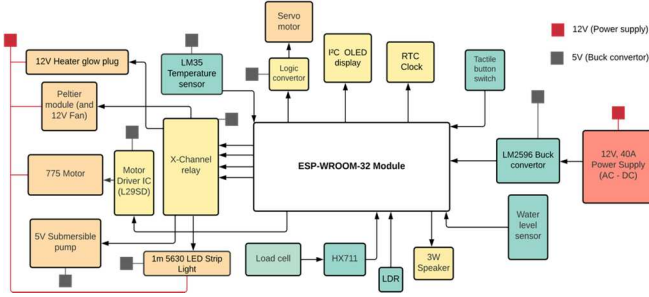 Servo
motor
12V (Power supply)
5V (Buck convertor)
12V Heater glow plug
LM35
Temperature
sensor
Logic
convertor
I²C OLED
display
RTC
Clock
Tactile
button
switch
Peltier
module (and
12V Fan)
X-Channel
relay
ESP-WROOM-32 Module
LM2596 Buck
convertor
12V, 40A
Power Supply
(AC - DC)
775 Motor
Motor
Driver IC
(L29SD)
Water
level
sensor
5V Submersible
pump
1m 5630 LED Strip
Light
Load cell
HX711
LDR
3W
Speaker